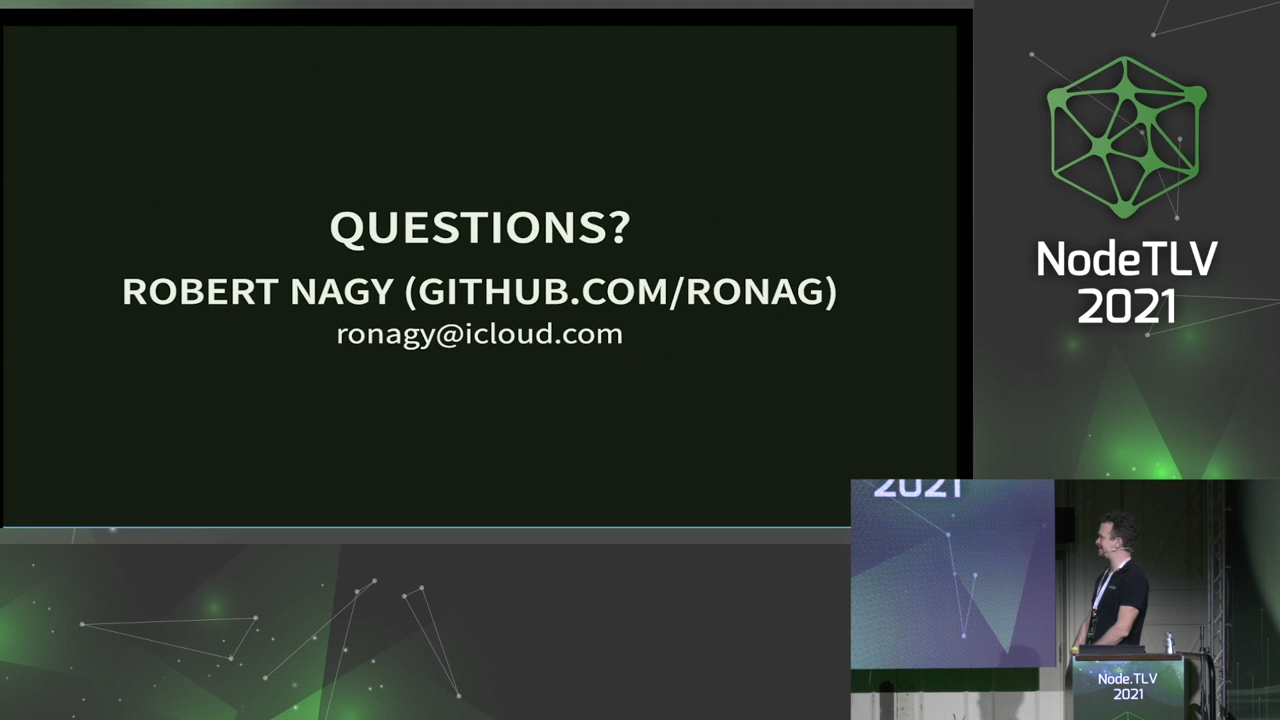 QUESTIONS?
ROBERT NAGY (GITHUB.COM/RONAG)
ronagy@icloud.com
NodeTLV
2021
2021
Node.TLV
2021